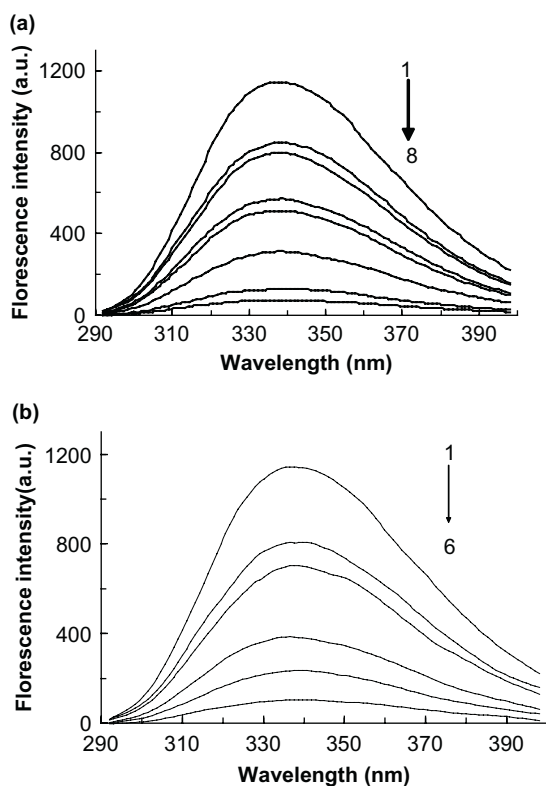 (a)
Florescence intensity (a.u.)
1200
800
400
0
1
8
290 310 330 350 370 390
Wavelength (nm)
(b)
Florescence intensity(a.u.)
1200
800
400
0
1
6
290 310 330 350 370 390
Wavelength (nm)